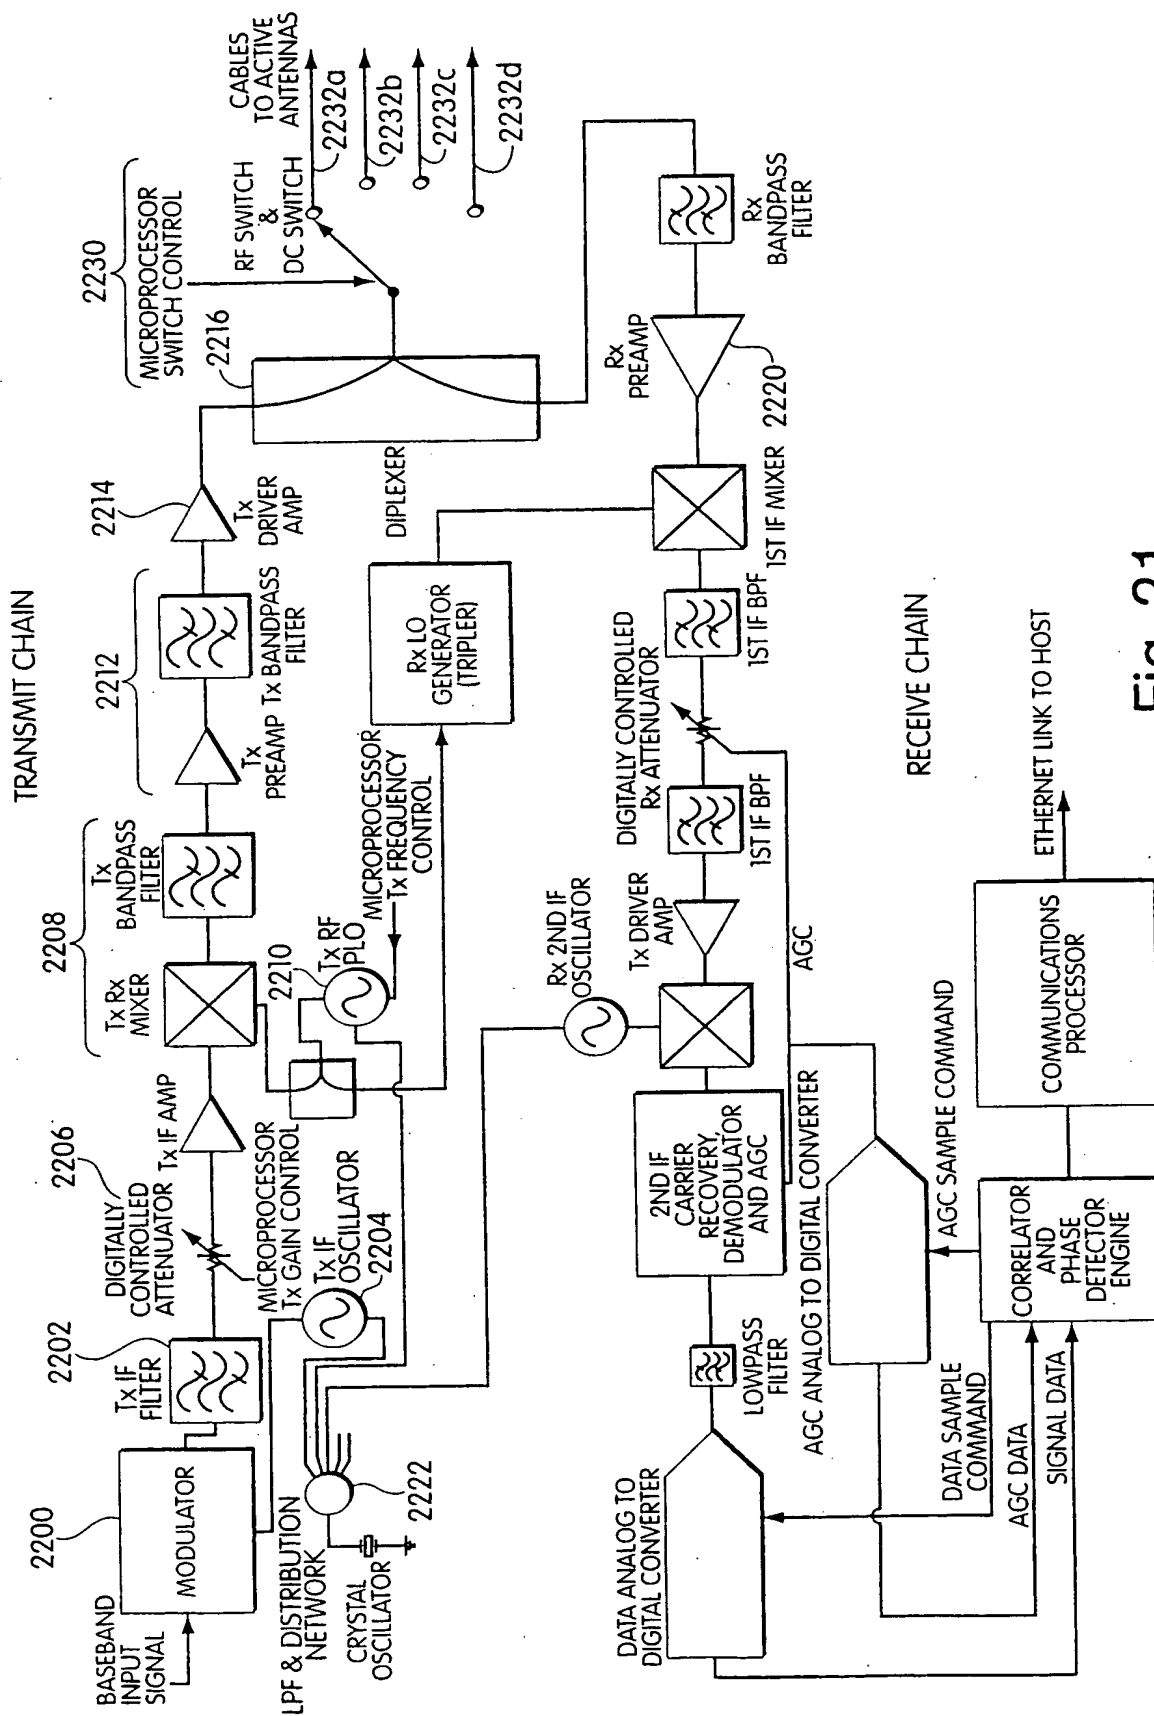 TRANSMIT CHAIN
BASEBAND
INPUT
SIGNAL
2200
MODULATOR
2202
Tx IF
FILTER
DIGITALLY
CONTROLLED
ATTENUATOR
2206
MICROPROCESSOR
Tx GAIN CONTROL
Tx IF AMP
2208
Tx Rx
MIXER
Tx
BANDPASS
FILTER
2212
Tx
PREAMP
Tx BANDPASS
FILTER
2214
Tx
DRIVER
AMP
2216
DIPLEXER
2230
MICROPROCESSOR
SWITCH CONTROL
RF SWITCH
&
DC SWITCH
CABLES
TO ACTIVE
ANTENNAS
2232a
2232b
2232c
2232d
LPF & DISTRIBUTION
NETWORK
CRYSTAL
OSCILLATOR
2222
Tx IF
OSCILLATOR
2204
2210
Tx RF
PLO
MICROPROCESSOR
Tx FREQUENCY
CONTROL
Rx LO
GENERATOR
(TRIPLER)
Rx
BANDPASS
FILTER
Rx
PREAMP
2220
1ST IF MIXER
1ST IF BPF
DIGITALLY CONTROLLED
Rx ATTENUATOR
1ST IF BPF
Tx DRIVER
AMP
Rx 2ND IF
OSCILLATOR
AGC
2ND IF
CARRIER
RECOVERY,
DEMODULATOR
AND AGC
LOWPASS
FILTER
DATA ANALOG TO
DIGITAL CONVERTER
AGC ANALOG TO DIGITAL CONVERTER
DATA SAMPLE
COMMAND
AGC DATA
SIGNAL DATA
AGC SAMPLE COMMAND
CORRELATOR
AND
PHASE
DETECTOR
ENGINE
COMMUNICATIONS
PROCESSOR
ETHERNET LINK TO HOST
RECEIVE CHAIN
Fig. 21